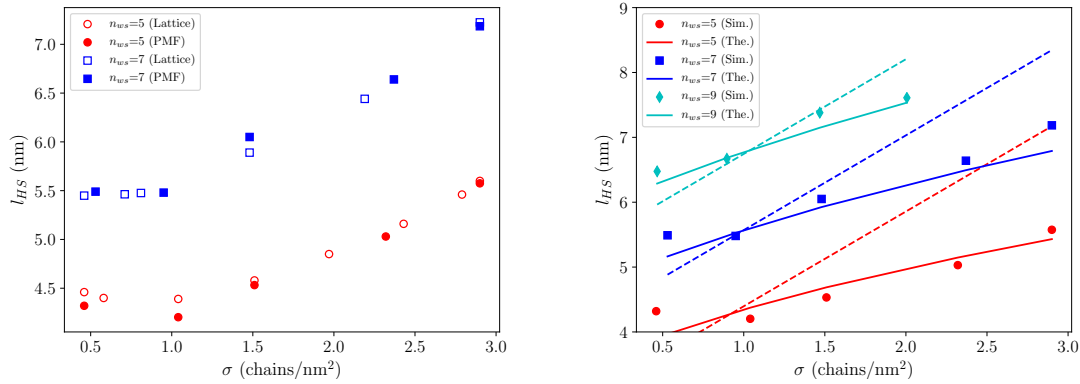 7.0
6.5
6.0
5.5
5.0
4.5
l_HS (nm)
0.5 1.0 1.5 2.0 2.5 3.0
σ (chains/nm²)
n_ws=5 (Lattice)
n_ws=5 (PMF)
n_ws=7 (Lattice)
n_ws=7 (PMF)
9
8
7
6
5
4
l_HS (nm)
0.5 1.0 1.5 2.0 2.5 3.0
σ (chains/nm²)
n_ws=5 (Sim.)
n_ws=5 (The.)
n_ws=7 (Sim.)
n_ws=7 (The.)
n_ws=9 (Sim.)
n_ws=9 (The.)